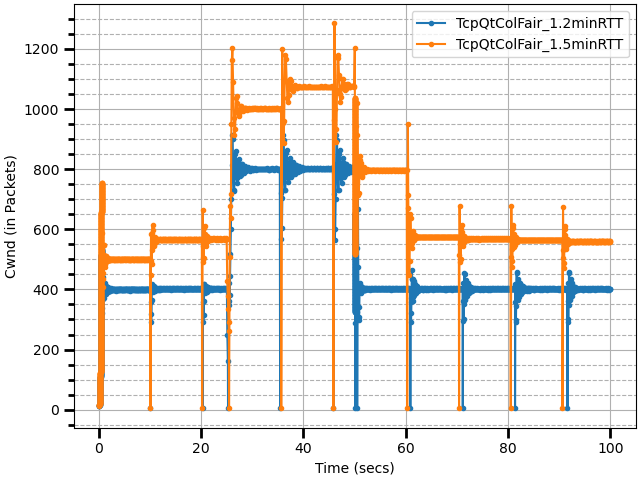 TcpQtColFair_1.2minRTT
TcpQtColFair_1.5minRTT
1200
1000
800
600
400
200
0
Cwnd (in Packets)
0 20 40 60 80 100
Time (secs)